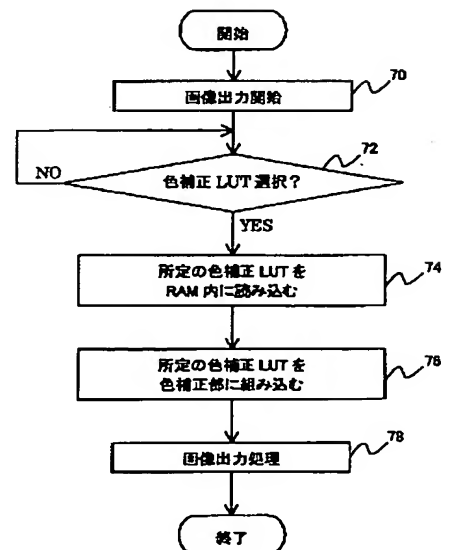 開始
画像出力開始
70
72
NO
色補正 LUT 選択？
YES
所定の色補正 LUT を
RAM 内に読み込む
74
所定の色補正 LUT を
色補正部に組み込む
76
画像出力処理
78
終了